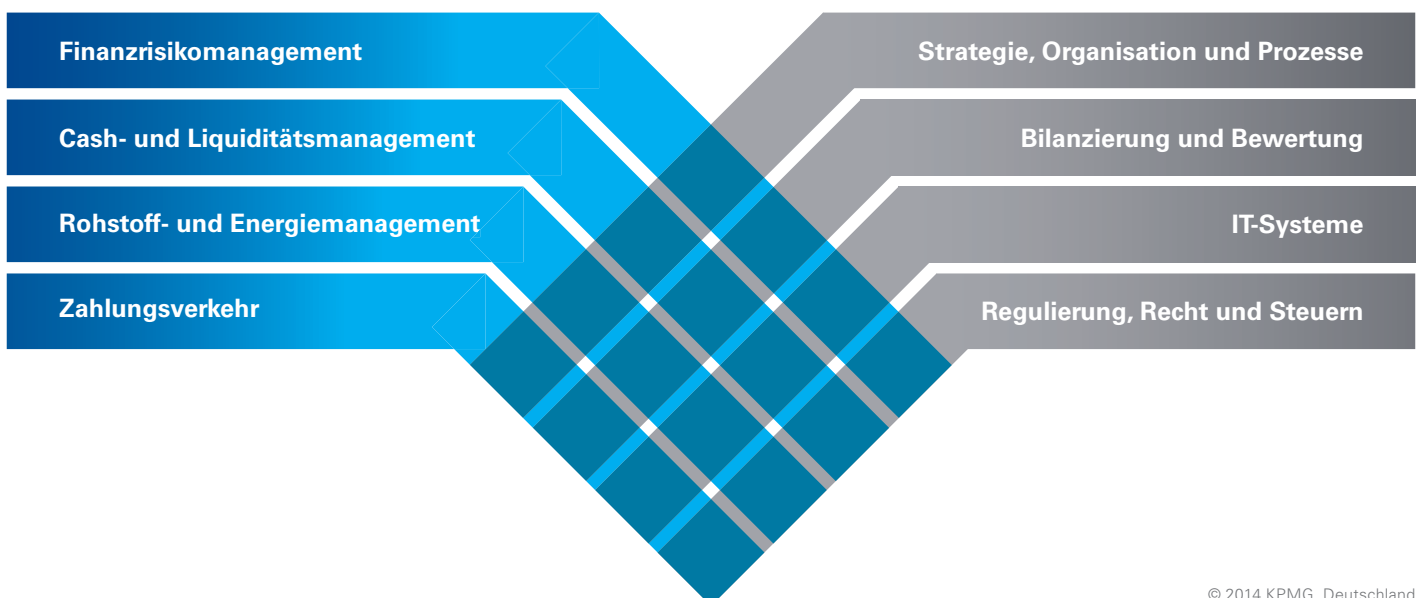 Finanzrisikomanagement
Cash- und Liquiditätsmanagement
Rohstoff- und Energiemanagement
Zahlungsverkehr
Strategie, Organisation und Prozesse
Bilanzierung und Bewertung
IT-Systeme
Regulierung, Recht und Steuern
© 2014 KPMG, Deutschland